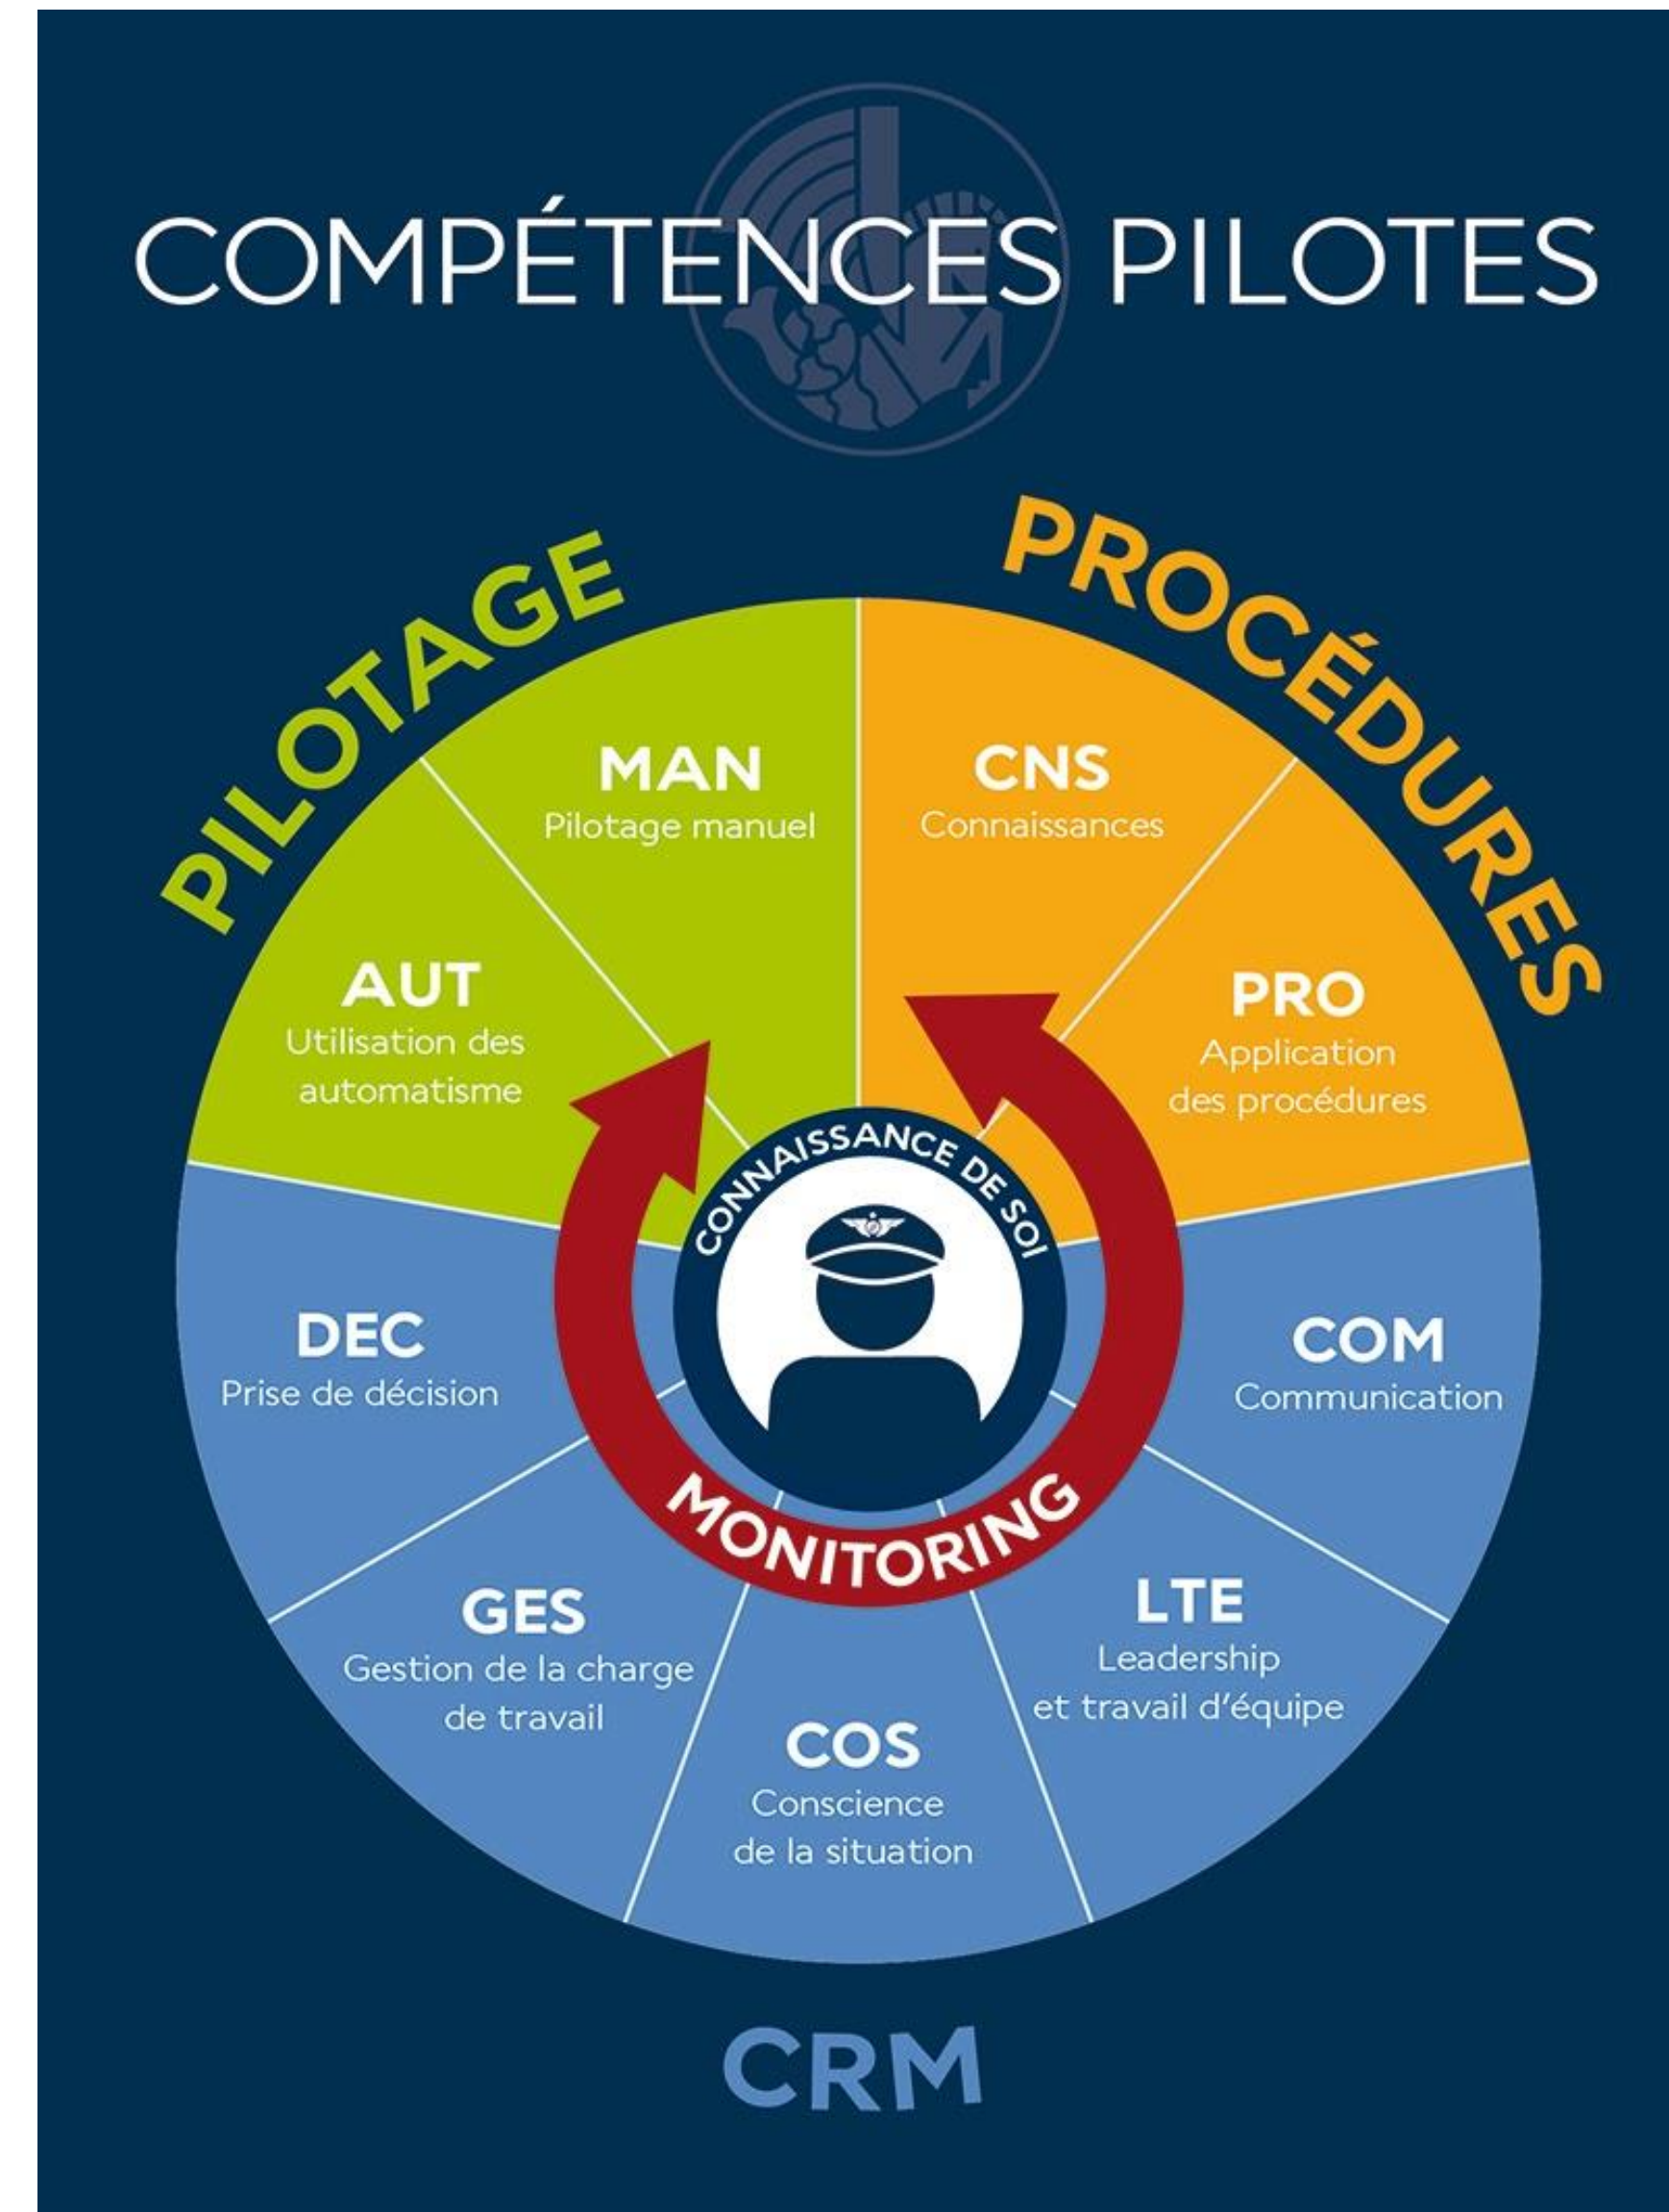 COMPÉTENCES PILOTES
PILOTAGE
PROCÉDURES
MAN
Pilotage manuel
CNS
Connaissances
AUT
Utilisation des
automatisme
PRO
Application
des procédures
CONNAISSANCE DE SOI
DEC
Prise de décision
COM
Communication
MONITORING
GES
Gestion de la charge
de travail
LTE
Leadership
et travail d'équipe
COS
Conscience
de la situation
CRM